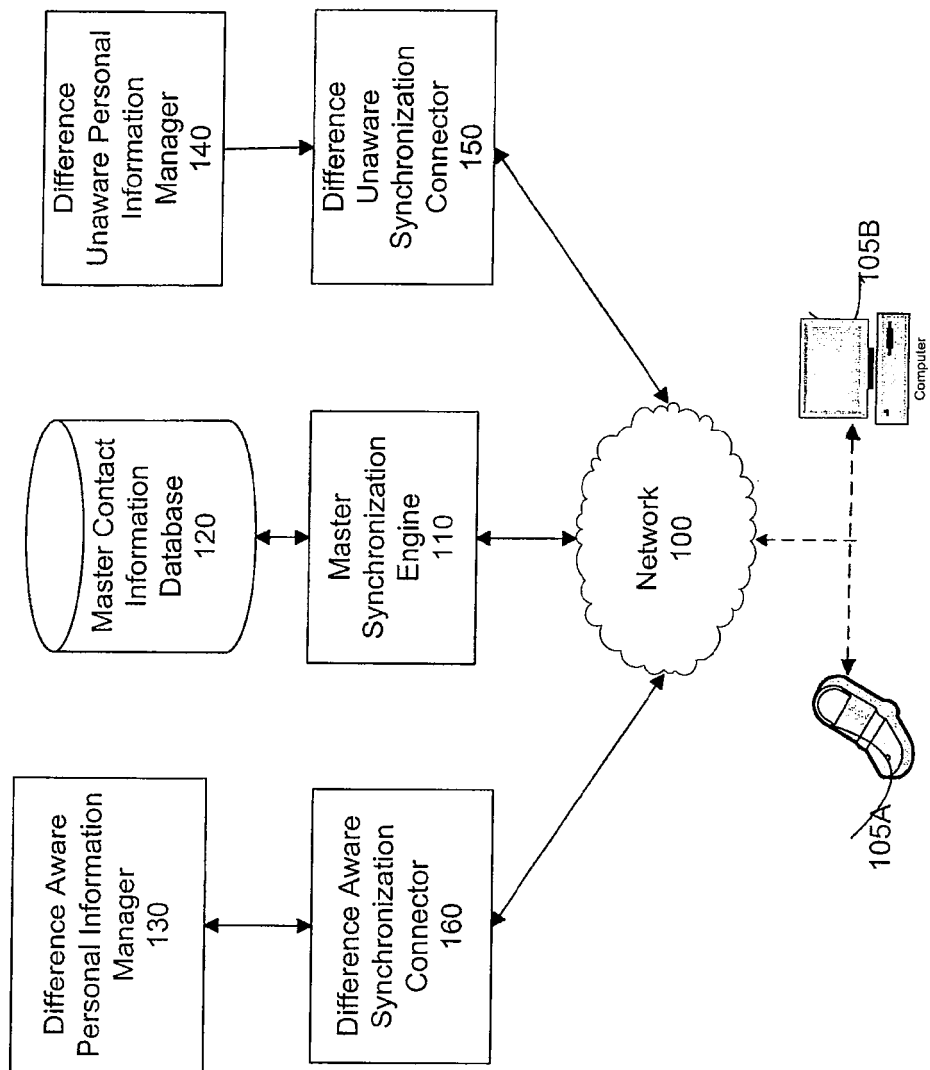 Difference Aware
Personal Information
Manager
130
Master Contact
Information
Database
120
Difference
Unaware Personal
Information
Manager
140
Difference Aware
Synchronization
Connector
160
Master
Synchronization
Engine
110
Difference
Unaware
Synchronization
Connector
150
Network
100
105A
105B
Computer